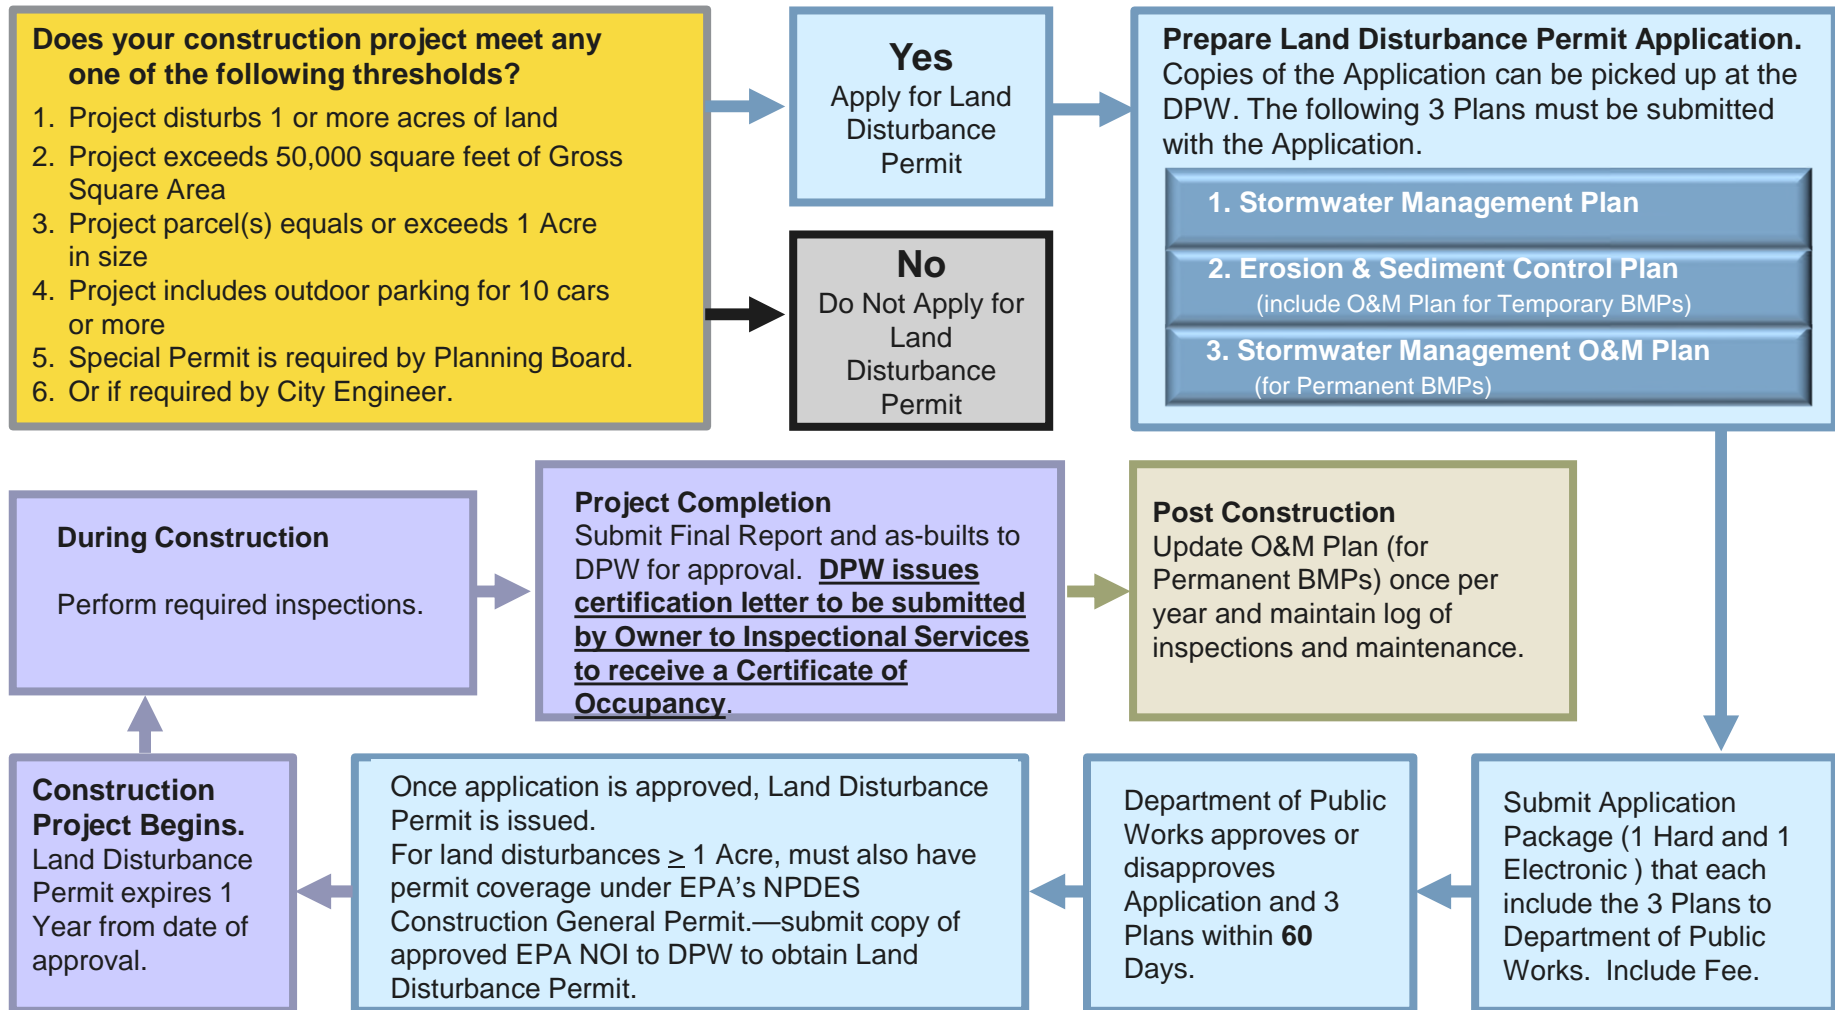 Does your construction project meet any
one of the following thresholds?
1. Project disturbs 1 or more acres of land
2. Project exceeds 50,000 square feet of Gross
Square Area
3. Project parcel(s) equals or exceeds 1 Acre
in size
4. Project includes outdoor parking for 10 cars
or more
5. Special Permit is required by Planning Board.
6. Or if required by City Engineer.
Yes
Apply for Land
Disturbance
Permit
No
Do Not Apply for
Land
Disturbance
Permit
Prepare Land Disturbance Permit Application.
Copies of the Application can be picked up at the
DPW. The following 3 Plans must be submitted
with the Application.
1. Stormwater Management Plan
2. Erosion & Sediment Control Plan
(include O&M Plan for Temporary BMPs)
3. Stormwater Management O&M Plan
(for Permanent BMPs)
Submit Application
Package (1 Hard and 1
Electronic ) that each
include the 3 Plans to
Department of Public
Works. Include Fee.
Department of Public
Works approves or
disapproves
Application and 3
Plans within 60
Days.
Once application is approved, Land Disturbance
Permit is issued.
For land disturbances ≥ 1 Acre, must also have
permit coverage under EPA’s NPDES
Construction General Permit.—submit copy of
approved EPA NOI to DPW to obtain Land
Disturbance Permit.
Construction
Project Begins.
Land Disturbance
Permit expires 1
Year from date of
approval.
During Construction
Perform required inspections.
Project Completion
Submit Final Report and as-builts to
DPW for approval. DPW issues
certification letter to be submitted
by Owner to Inspectional Services
to receive a Certificate of
Occupancy.
Post Construction
Update O&M Plan (for
Permanent BMPs) once per
year and maintain log of
inspections and maintenance.